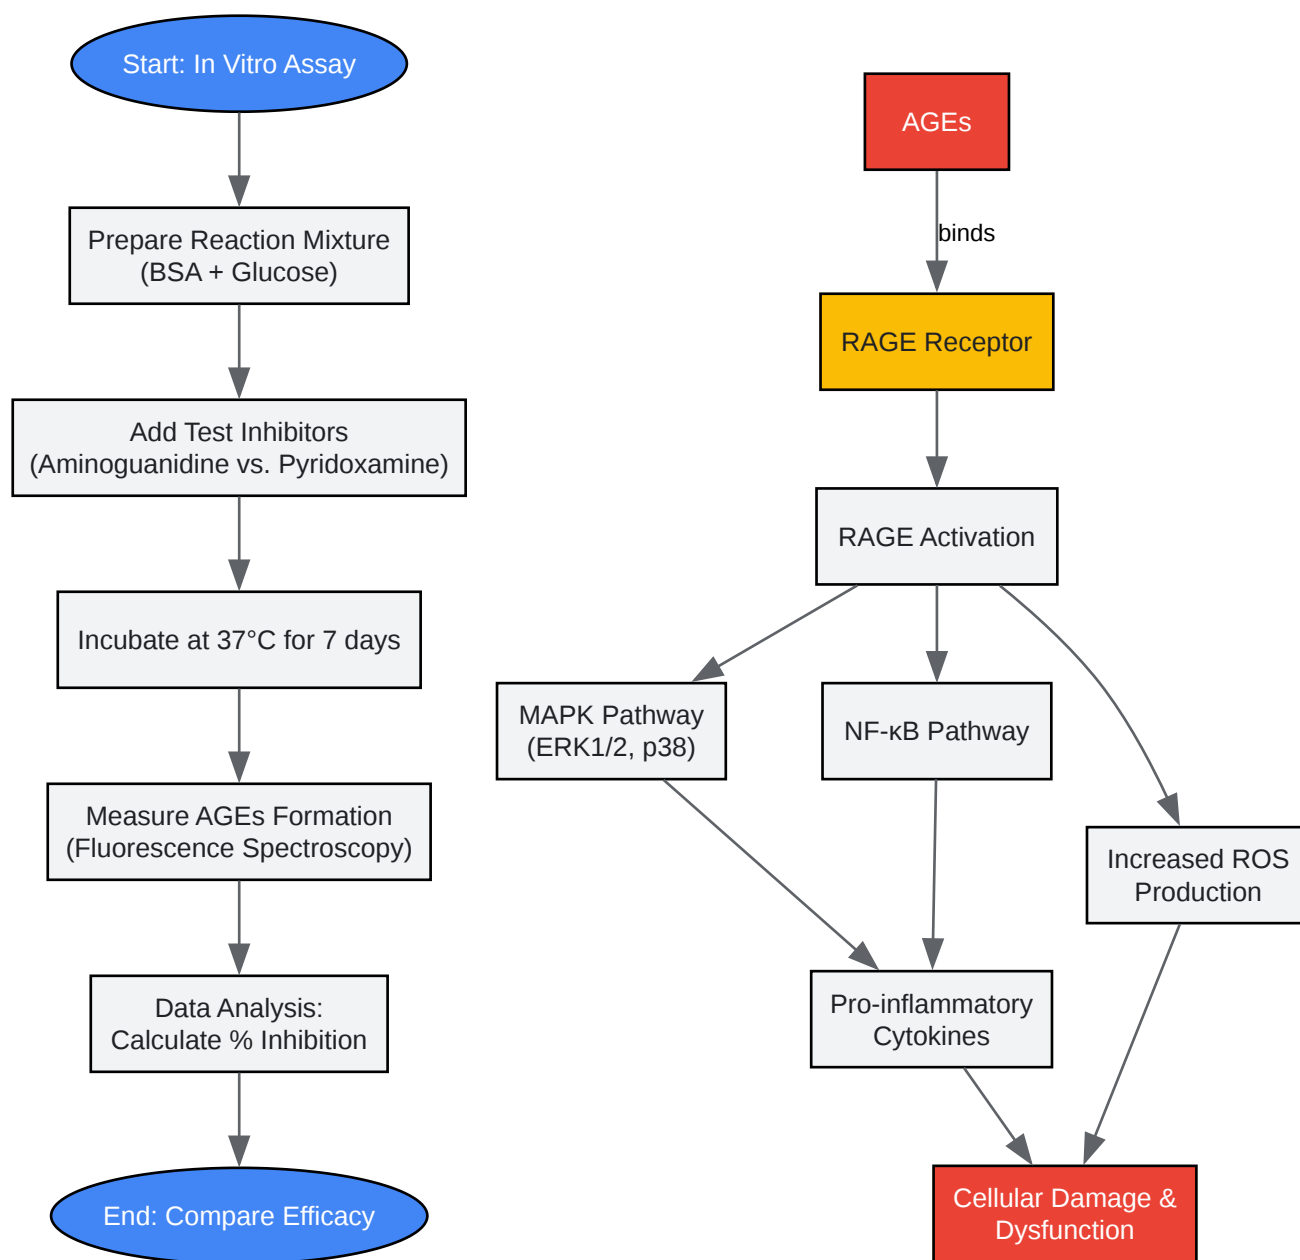 Start: In Vitro Assay
Prepare Reaction Mixture
(BSA + Glucose)
Add Test Inhibitors
(Aminoguanidine vs. Pyridoxamine)
Incubate at 37°C for 7 days
Measure AGEs Formation
(Fluorescence Spectroscopy)
Data Analysis:
Calculate % Inhibition
End: Compare Efficacy
AGEs
binds
RAGE Receptor
RAGE Activation
MAPK Pathway
(ERK1/2, p38)
NF-κB Pathway
Increased ROS
Production
Pro-inflammatory
Cytokines
Cellular Damage &
Dysfunction